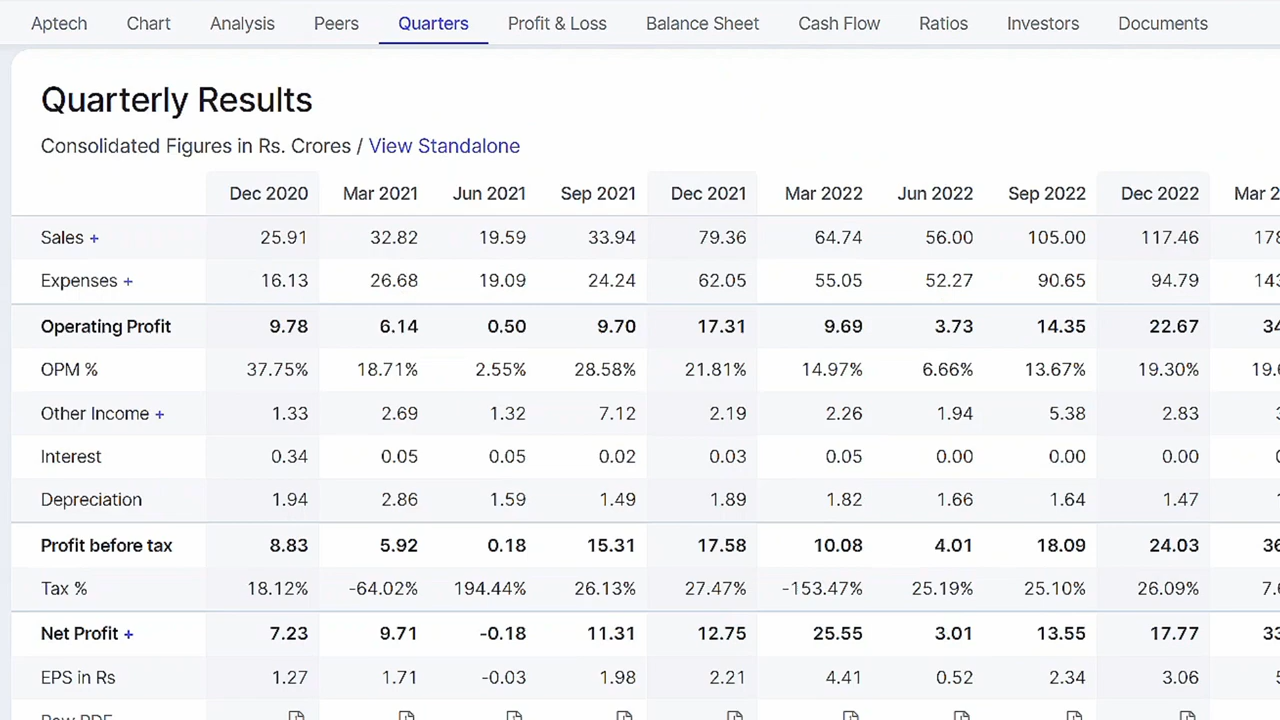 Aptech Chart Analysis Peers Quarters Profit & Loss Balance Sheet Cash Flow Ratios Investors Documents
Quarterly Results
Consolidated Figures in Rs. Crores / View Standalone
Dec 2020 Mar 2021 Jun 2021 Sep 2021 Dec 2021 Mar 2022 Jun 2022 Sep 2022 Dec 2022 Mar 2
Sales + 25.91 32.82 19.59 33.94 79.36 64.74 56.00 105.00 117.46 178
Expenses + 16.13 26.68 19.09 24.24 62.05 55.05 52.27 90.65 94.79 143
Operating Profit 9.78 6.14 0.50 9.70 17.31 9.69 3.73 14.35 22.67 34
OPM % 37.75% 18.71% 2.55% 28.58% 21.81% 14.97% 6.66% 13.67% 19.30% 19.6
Other Income + 1.33 2.69 1.32 7.12 2.19 2.26 1.94 5.38 2.83
Interest 0.34 0.05 0.05 0.02 0.03 0.05 0.00 0.00 0.00
Depreciation 1.94 2.86 1.59 1.49 1.89 1.82 1.66 1.64 1.47
Profit before tax 8.83 5.92 0.18 15.31 17.58 10.08 4.01 18.09 24.03 36
Tax % 18.12% -64.02% 194.44% 26.13% 27.47% -153.47% 25.19% 25.10% 26.09% 7.6
Net Profit + 7.23 9.71 -0.18 11.31 12.75 25.55 3.01 13.55 17.77 33
EPS in Rs 1.27 1.71 -0.03 1.98 2.21 4.41 0.52 2.34 3.06
Raw PDF